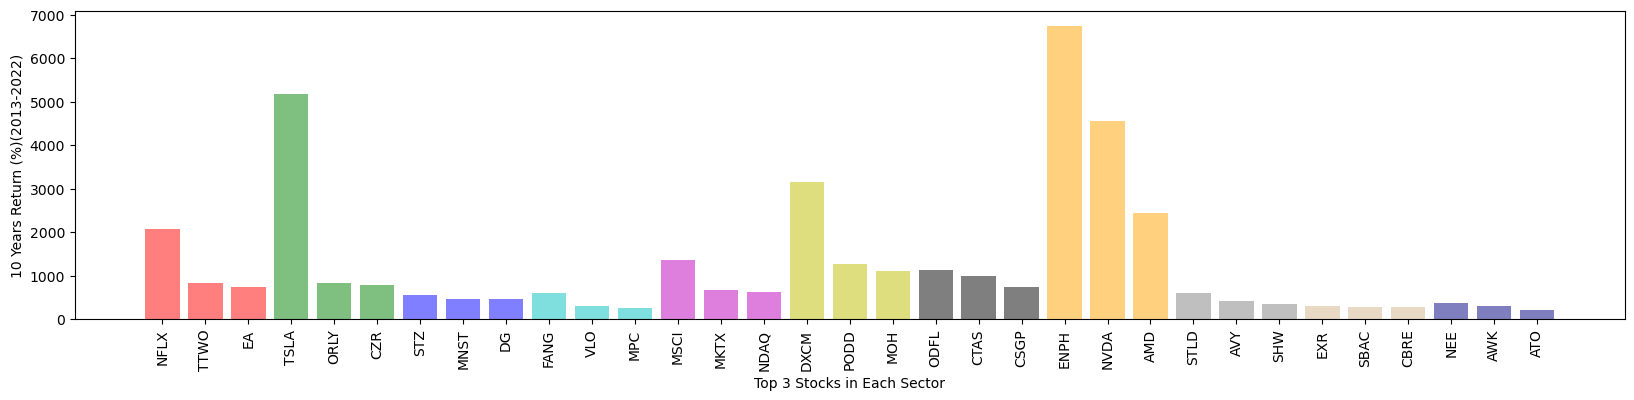 10 Years Return (%)(2013-2022)
7000
6000
5000
4000
3000
2000
1000
0
NFLX
TTWO
EA
TSLA
ORLY
CZR
STZ
MNST
DG
FANG
VLO
MPC
MSCI
MKTX
NDAQ
DXCM
PODD
MOH
ODFL
CTAS
CSGP
ENPH
NVDA
AMD
STLD
AVY
SHW
EXR
SBAC
CBRE
NEE
AWK
ATO
Top 3 Stocks in Each Sector